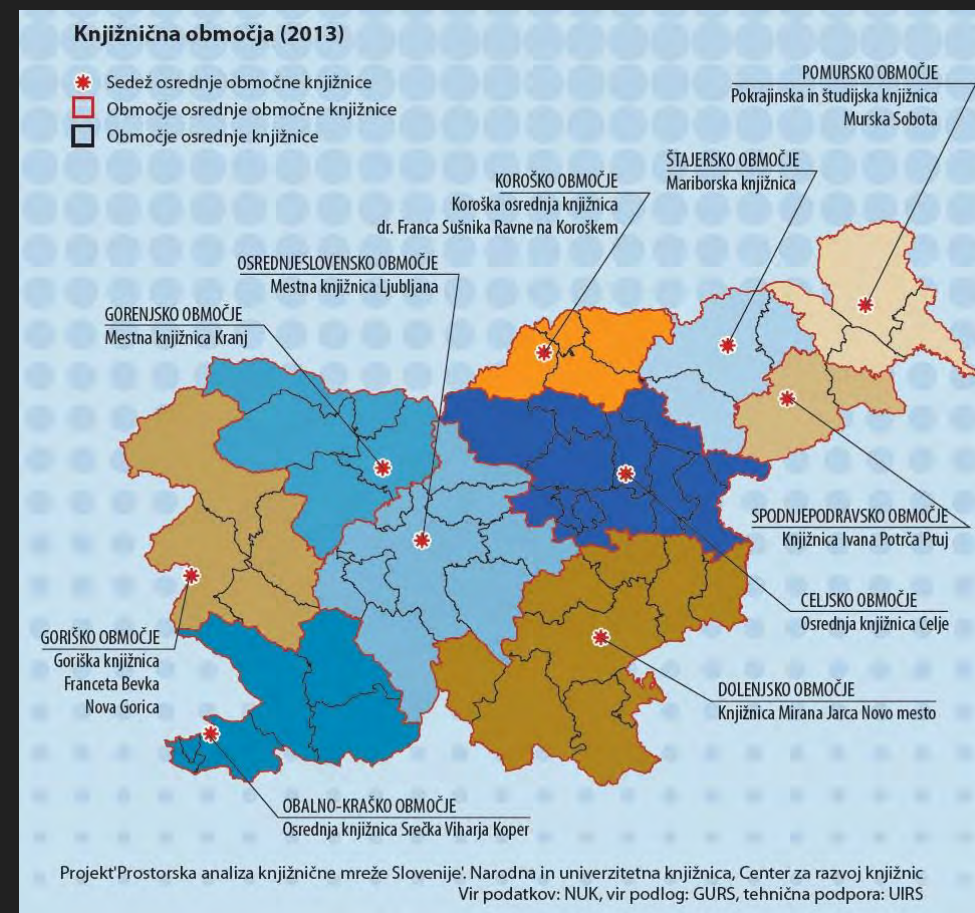 Knjižnična območja (2013)
Sedež osrednje območne knjižnice
Območje osrednje območne knjižnice
Območje osrednje knjižnice
POMURSKO OBMOČJE
Pokrajinska in študijska knjižnica
Murska Sobota
ŠTAJERSKO OBMOČJE
Mariborska knjižnica
KOROŠKO OBMOČJE
Koroška osrednja knjižnica
dr. Franca Sušnika Ravne na Koroškem
OSREDNJESLOVENSKO OBMOČJE
Mestna knjižnica Ljubljana
GORENJSKO OBMOČJE
Mestna knjižnica Kranj
SPODNJEPODRAVSKO OBMOČJE
Knjižnica Ivana Potrča Ptuj
CELJSKO OBMOČJE
Osrednja knjižnica Celje
GORIŠKO OBMOČJE
Goriška knjižnica
Franceta Bevka
Nova Gorica
DOLENJSKO OBMOČJE
Knjižnica Mirana Jarca Novo mesto
OBALNO-KRAŠKO OBMOČJE
Osrednja knjižnica Srečka Viharja Koper
Projekt'Prostorska analiza knjižnične mreže Slovenije'. Narodna in univerzitetna knjižnica, Center za razvoj knjižnic
Vir podatkov: NUK, vir podlog: GURS, tehnična podpora: UIRS